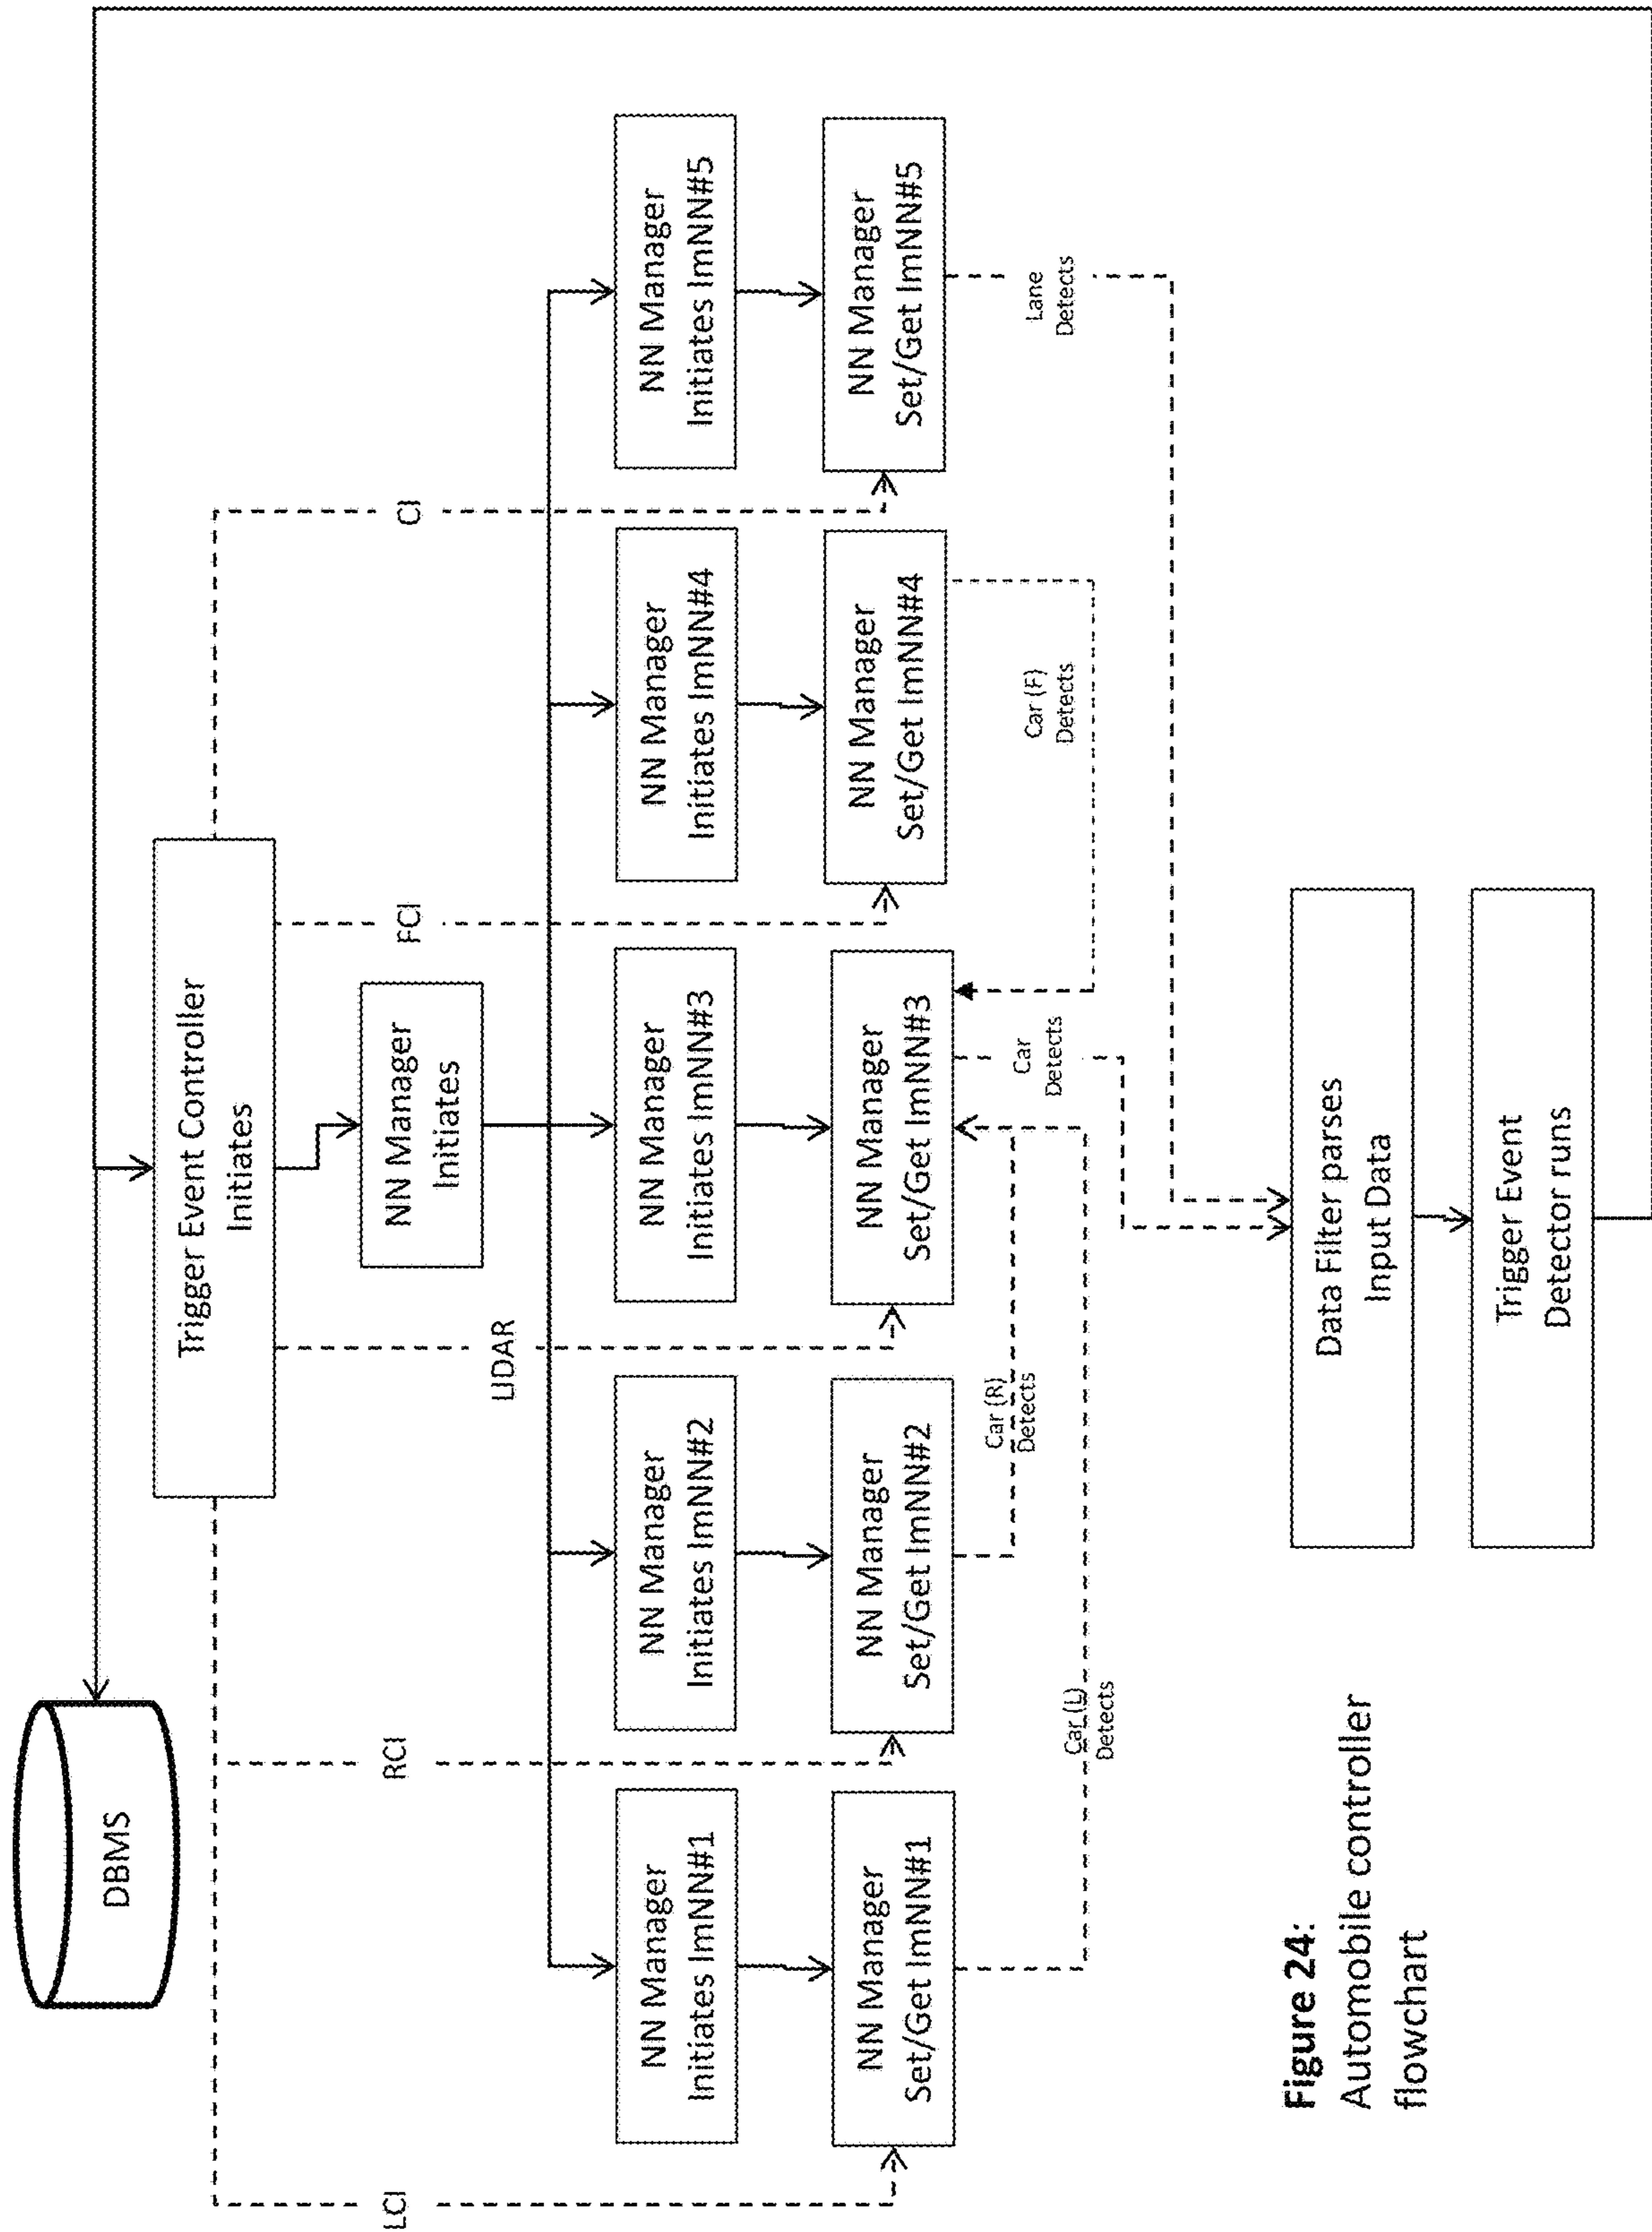 DBMS
Trigger Event Controller
Initiates
NN Manager
Initiates
LCI
RCI
LIDAR
FCI
CI
NN Manager
Initiates ImNN#1
NN Manager
Initiates ImNN#2
NN Manager
Initiates ImNN#3
NN Manager
Initiates ImNN#4
NN Manager
Initiates ImNN#5
NN Manager
Set/Get ImNN#1
NN Manager
Set/Get ImNN#2
NN Manager
Set/Get ImNN#3
NN Manager
Set/Get ImNN#4
NN Manager
Set/Get ImNN#5
Car (L)
Detects
Car (R)
Detects
Car
Detects
Car (F)
Detects
Lane
Detects
Data Filter parses
Input Data
Trigger Event
Detector runs
Figure 24:
Automobile controller
flowchart